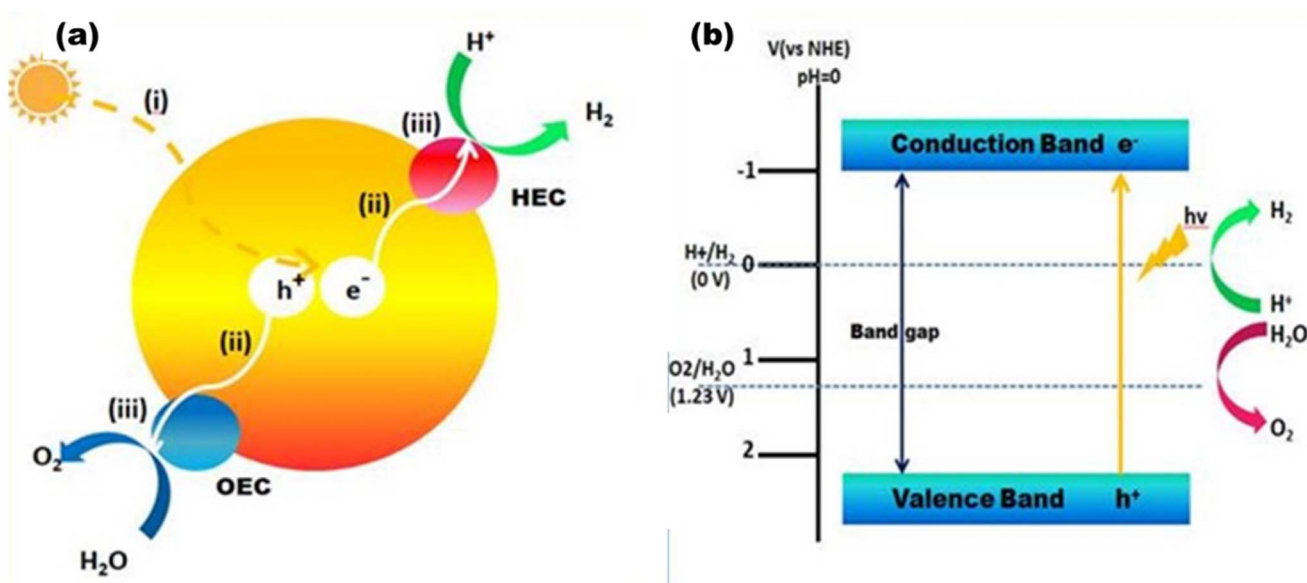 (a)
(i)
H⁺
H₂
(iii)
HEC
(ii)
h⁺
e⁻
(ii)
(iii)
O₂
OEC
H₂O
(b)
V(vs NHE)
pH=0
Conduction Band e⁻
-1
hv
H₂
H+/H₂
(0 V)
0
H⁺
H₂O
Band gap
1
O2/H₂O
(1.23 V)
O₂
2
Valence Band h⁺